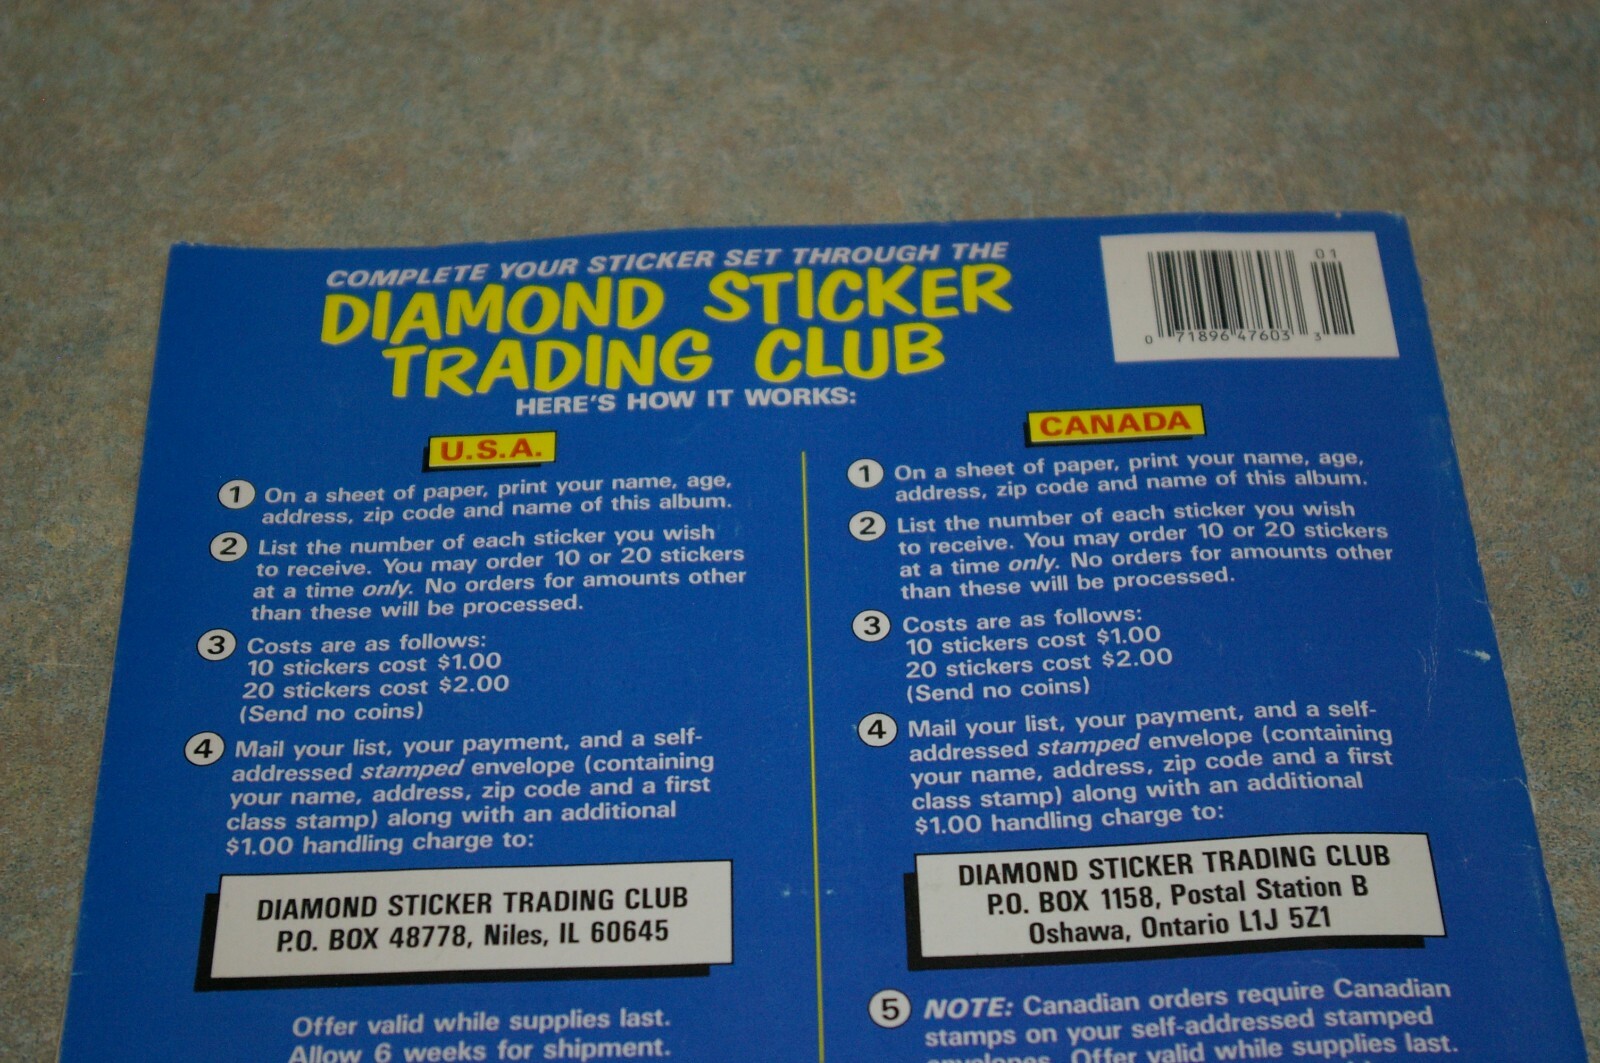 COMPLETE YOUR STICKER SET THROUGH THE
DIAMOND STICKER
TRADING CLUB
HERE'S HOW IT WORKS:
01
0 71896 47603 3
U.S.A.
1 On a sheet of paper, print your name, age,
address, zip code and name of this album.
2 List the number of each sticker you wish
to receive. You may order 10 or 20 stickers
at a time only. No orders for amounts other
than these will be processed.
3 Costs are as follows:
10 stickers cost $1.00
20 stickers cost $2.00
(Send no coins)
4 Mail your list, your payment, and a self-
addressed stamped envelope (containing
your name, address, zip code and a first
class stamp) along with an additional
$1.00 handling charge to:
DIAMOND STICKER TRADING CLUB
P.O. BOX 48778, Niles, IL 60645
Offer valid while supplies last.
Allow 6 weeks for shipment.
CANADA
1 On a sheet of paper, print your name, age,
address, zip code and name of this album.
2 List the number of each sticker you wish
to receive. You may order 10 or 20 stickers
at a time only. No orders for amounts other
than these will be processed.
3 Costs are as follows:
10 stickers cost $1.00
20 stickers cost $2.00
(Send no coins)
4 Mail your list, your payment, and a self-
addressed stamped envelope (containing
your name, address, zip code and a first
class stamp) along with an additional
$1.00 handling charge to:
DIAMOND STICKER TRADING CLUB
P.O. BOX 1158, Postal Station B
Oshawa, Ontario L1J 5Z1
5 NOTE: Canadian orders require Canadian
stamps on your self-addressed stamped
envelopes. Offer valid while supplies last.